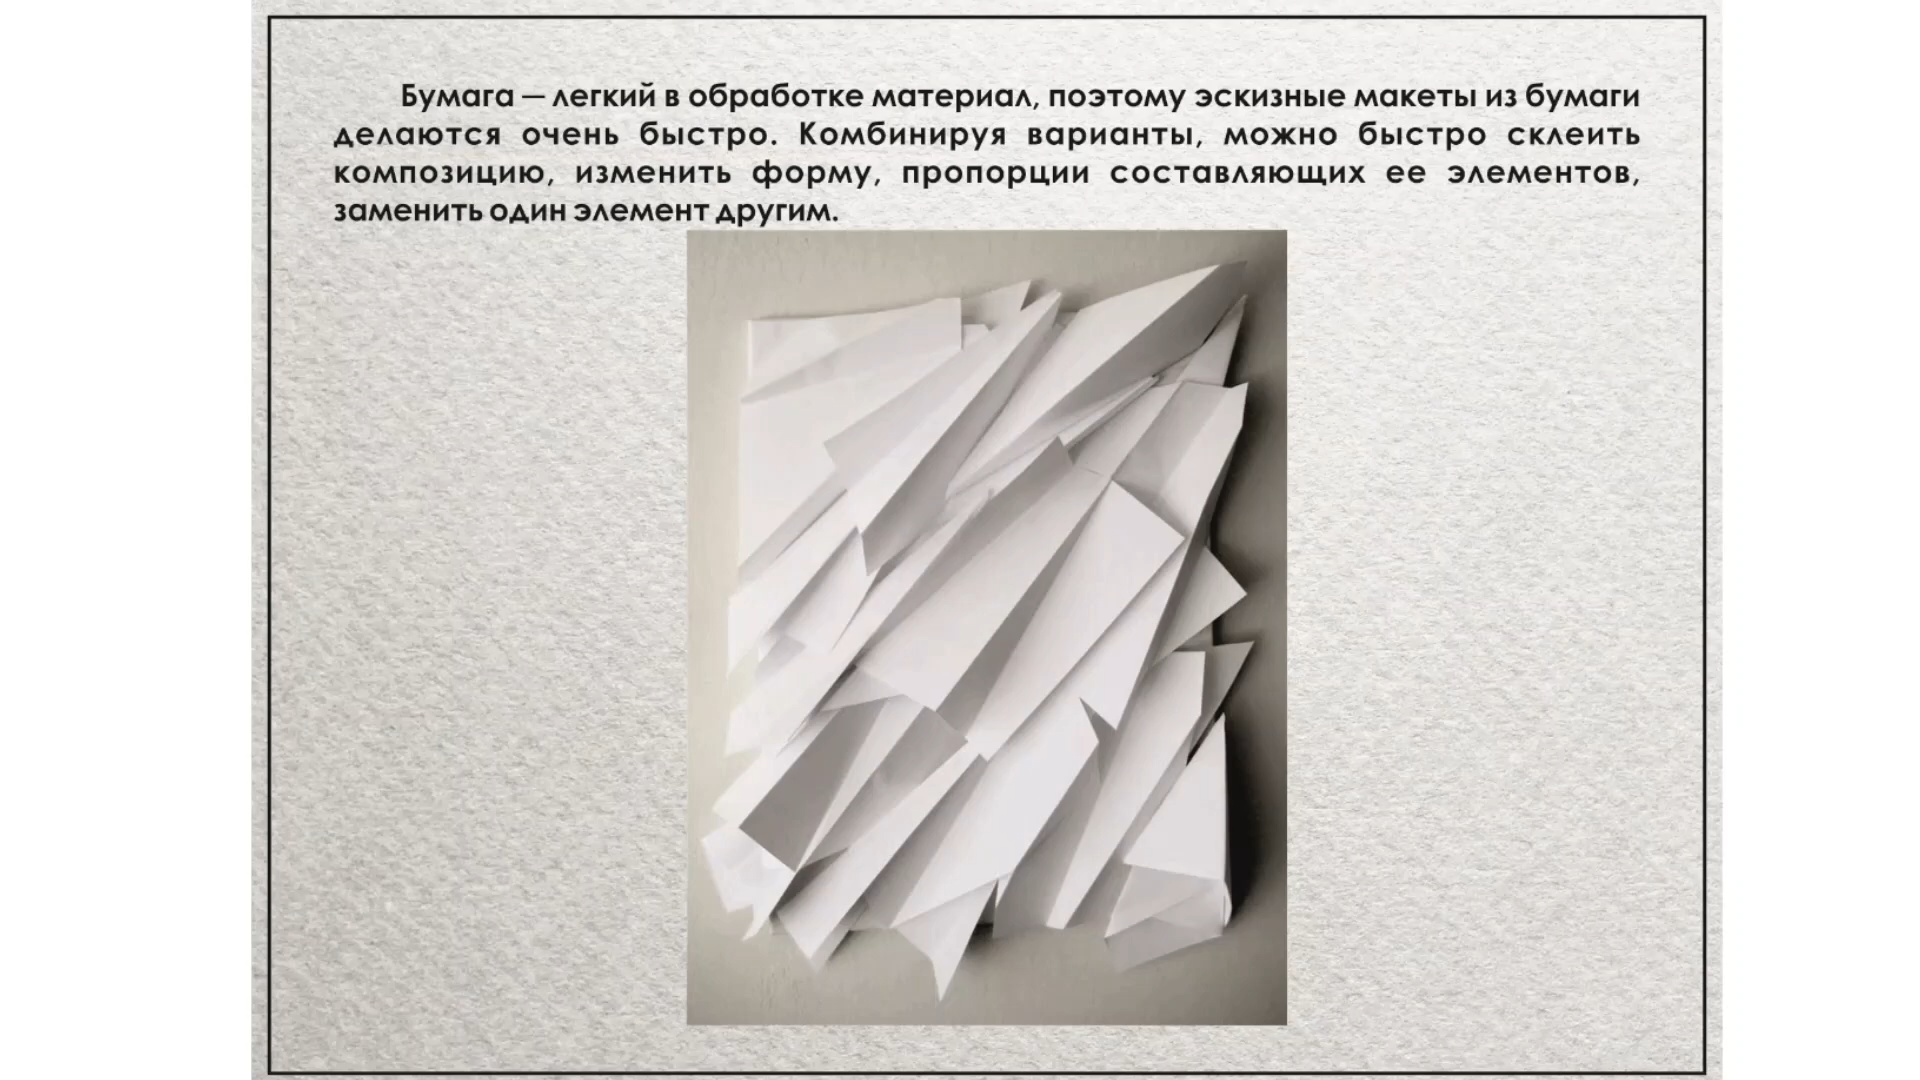 Бумага — легкий в обработке материал, поэтому эскизные макеты из бумаги
делаются очень быстро. Комбинируя варианты, можно быстро склеить
композицию, изменить форму, пропорции составляющих ее элементов,
заменить один элемент другим.